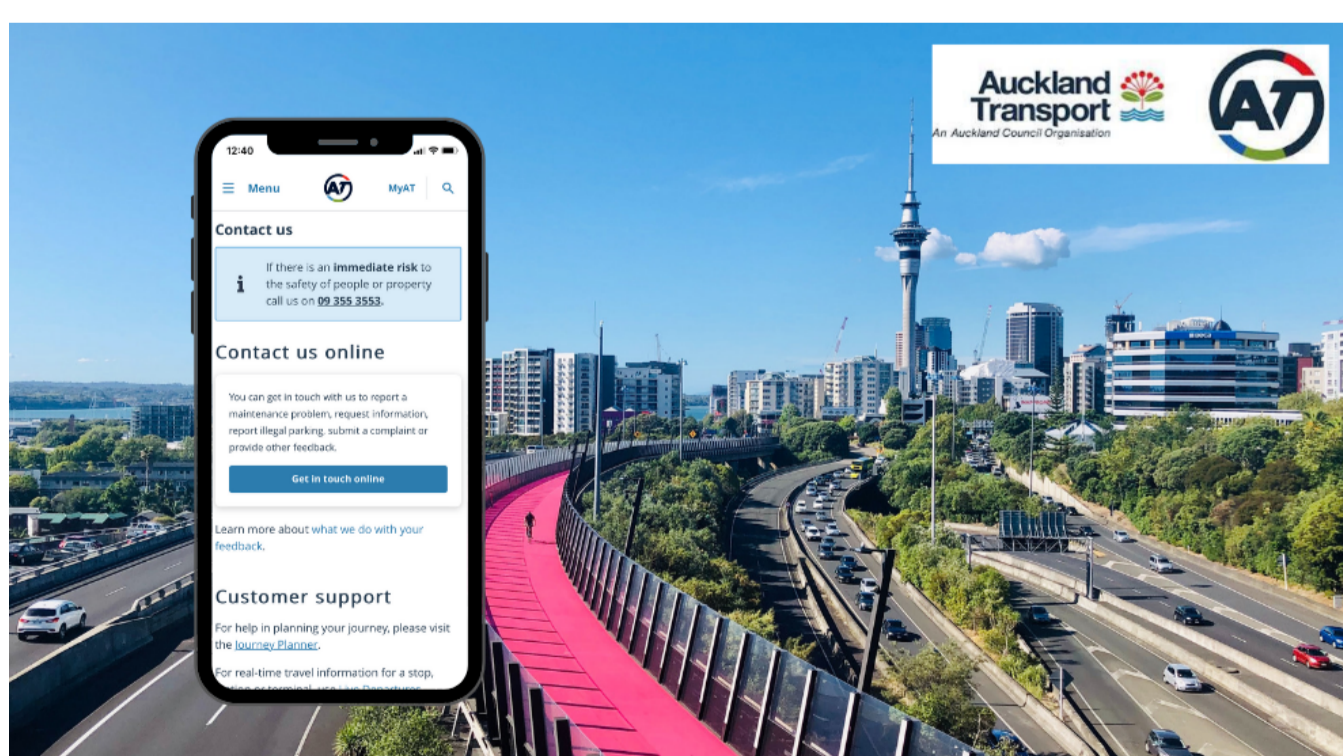 12:40
Menu
AT
MyAT
Contact us
If there is an immediate risk to
the safety of people or property
call us on 09 355 3553.
Contact us online
You can get in touch with us to report a
maintenance problem, request information,
report illegal parking, submit a complaint or
provide other feedback.
Get in touch online
Learn more about what we do with your
feedback.
Customer support
For help in planning your journey, please visit
the Journey Planner.
For real-time travel information for a stop,
Auckland
Transport
An Auckland Council Organisation
AT